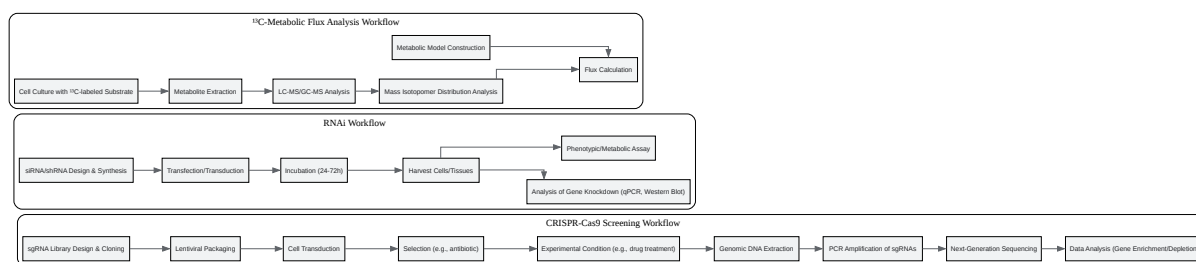 ¹³C-Metabolic Flux Analysis Workflow
Metabolic Model Construction
Flux Calculation
Cell Culture with ¹³C-labeled Substrate
Metabolite Extraction
LC-MS/GC-MS Analysis
Mass Isotopomer Distribution Analysis
RNAi Workflow
Phenotypic/Metabolic Assay
siRNA/shRNA Design & Synthesis
Transfection/Transduction
Incubation (24-72h)
Harvest Cells/Tissues
Analysis of Gene Knockdown (qPCR, Western Blot)
CRISPR-Cas9 Screening Workflow
sgRNA Library Design & Cloning
Lentiviral Packaging
Cell Transduction
Selection (e.g., antibiotic)
Experimental Condition (e.g., drug treatment)
Genomic DNA Extraction
PCR Amplification of sgRNAs
Next-Generation Sequencing
Data Analysis (Gene Enrichment/Depletion